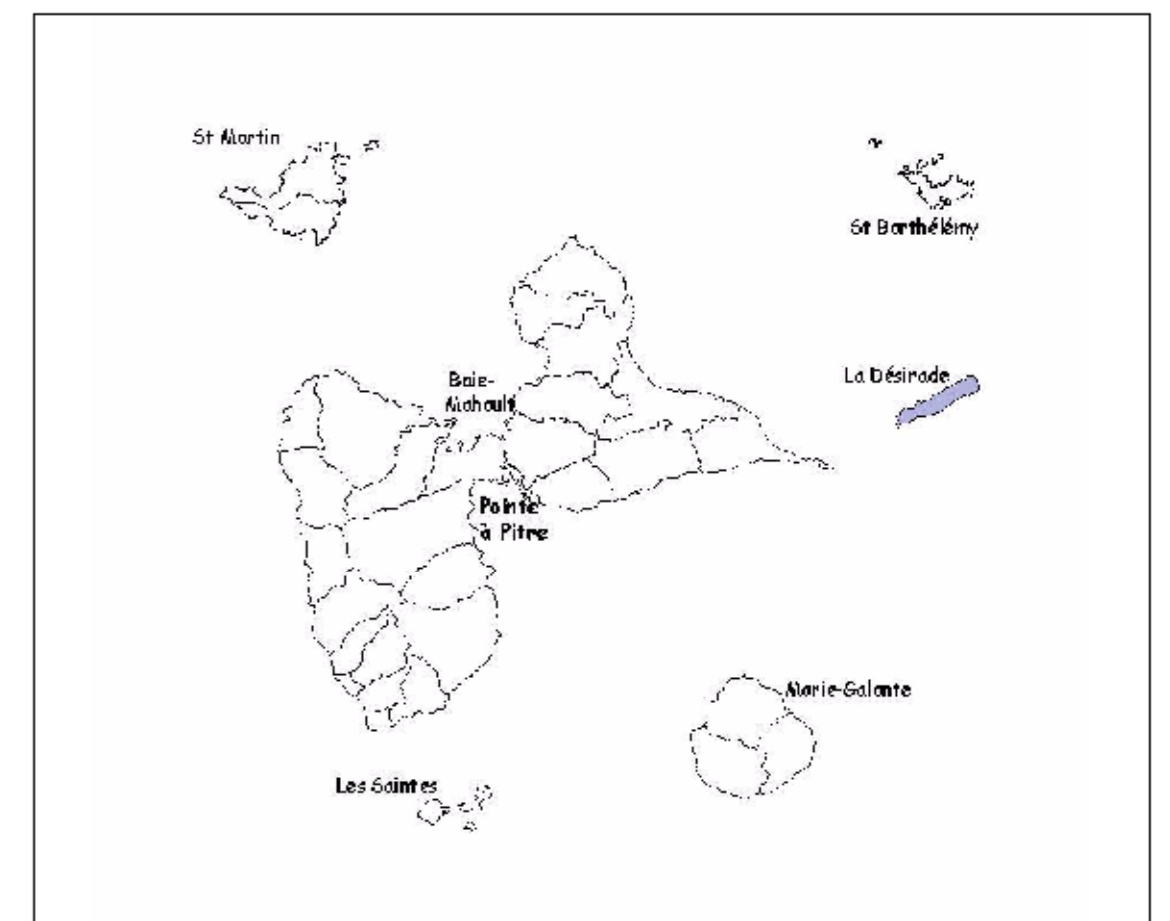 St Martin
St Barthélémy
La Désirade
Baie-
Mahault
Pointe
à Pitre
Marie-Galante
Les Saintes